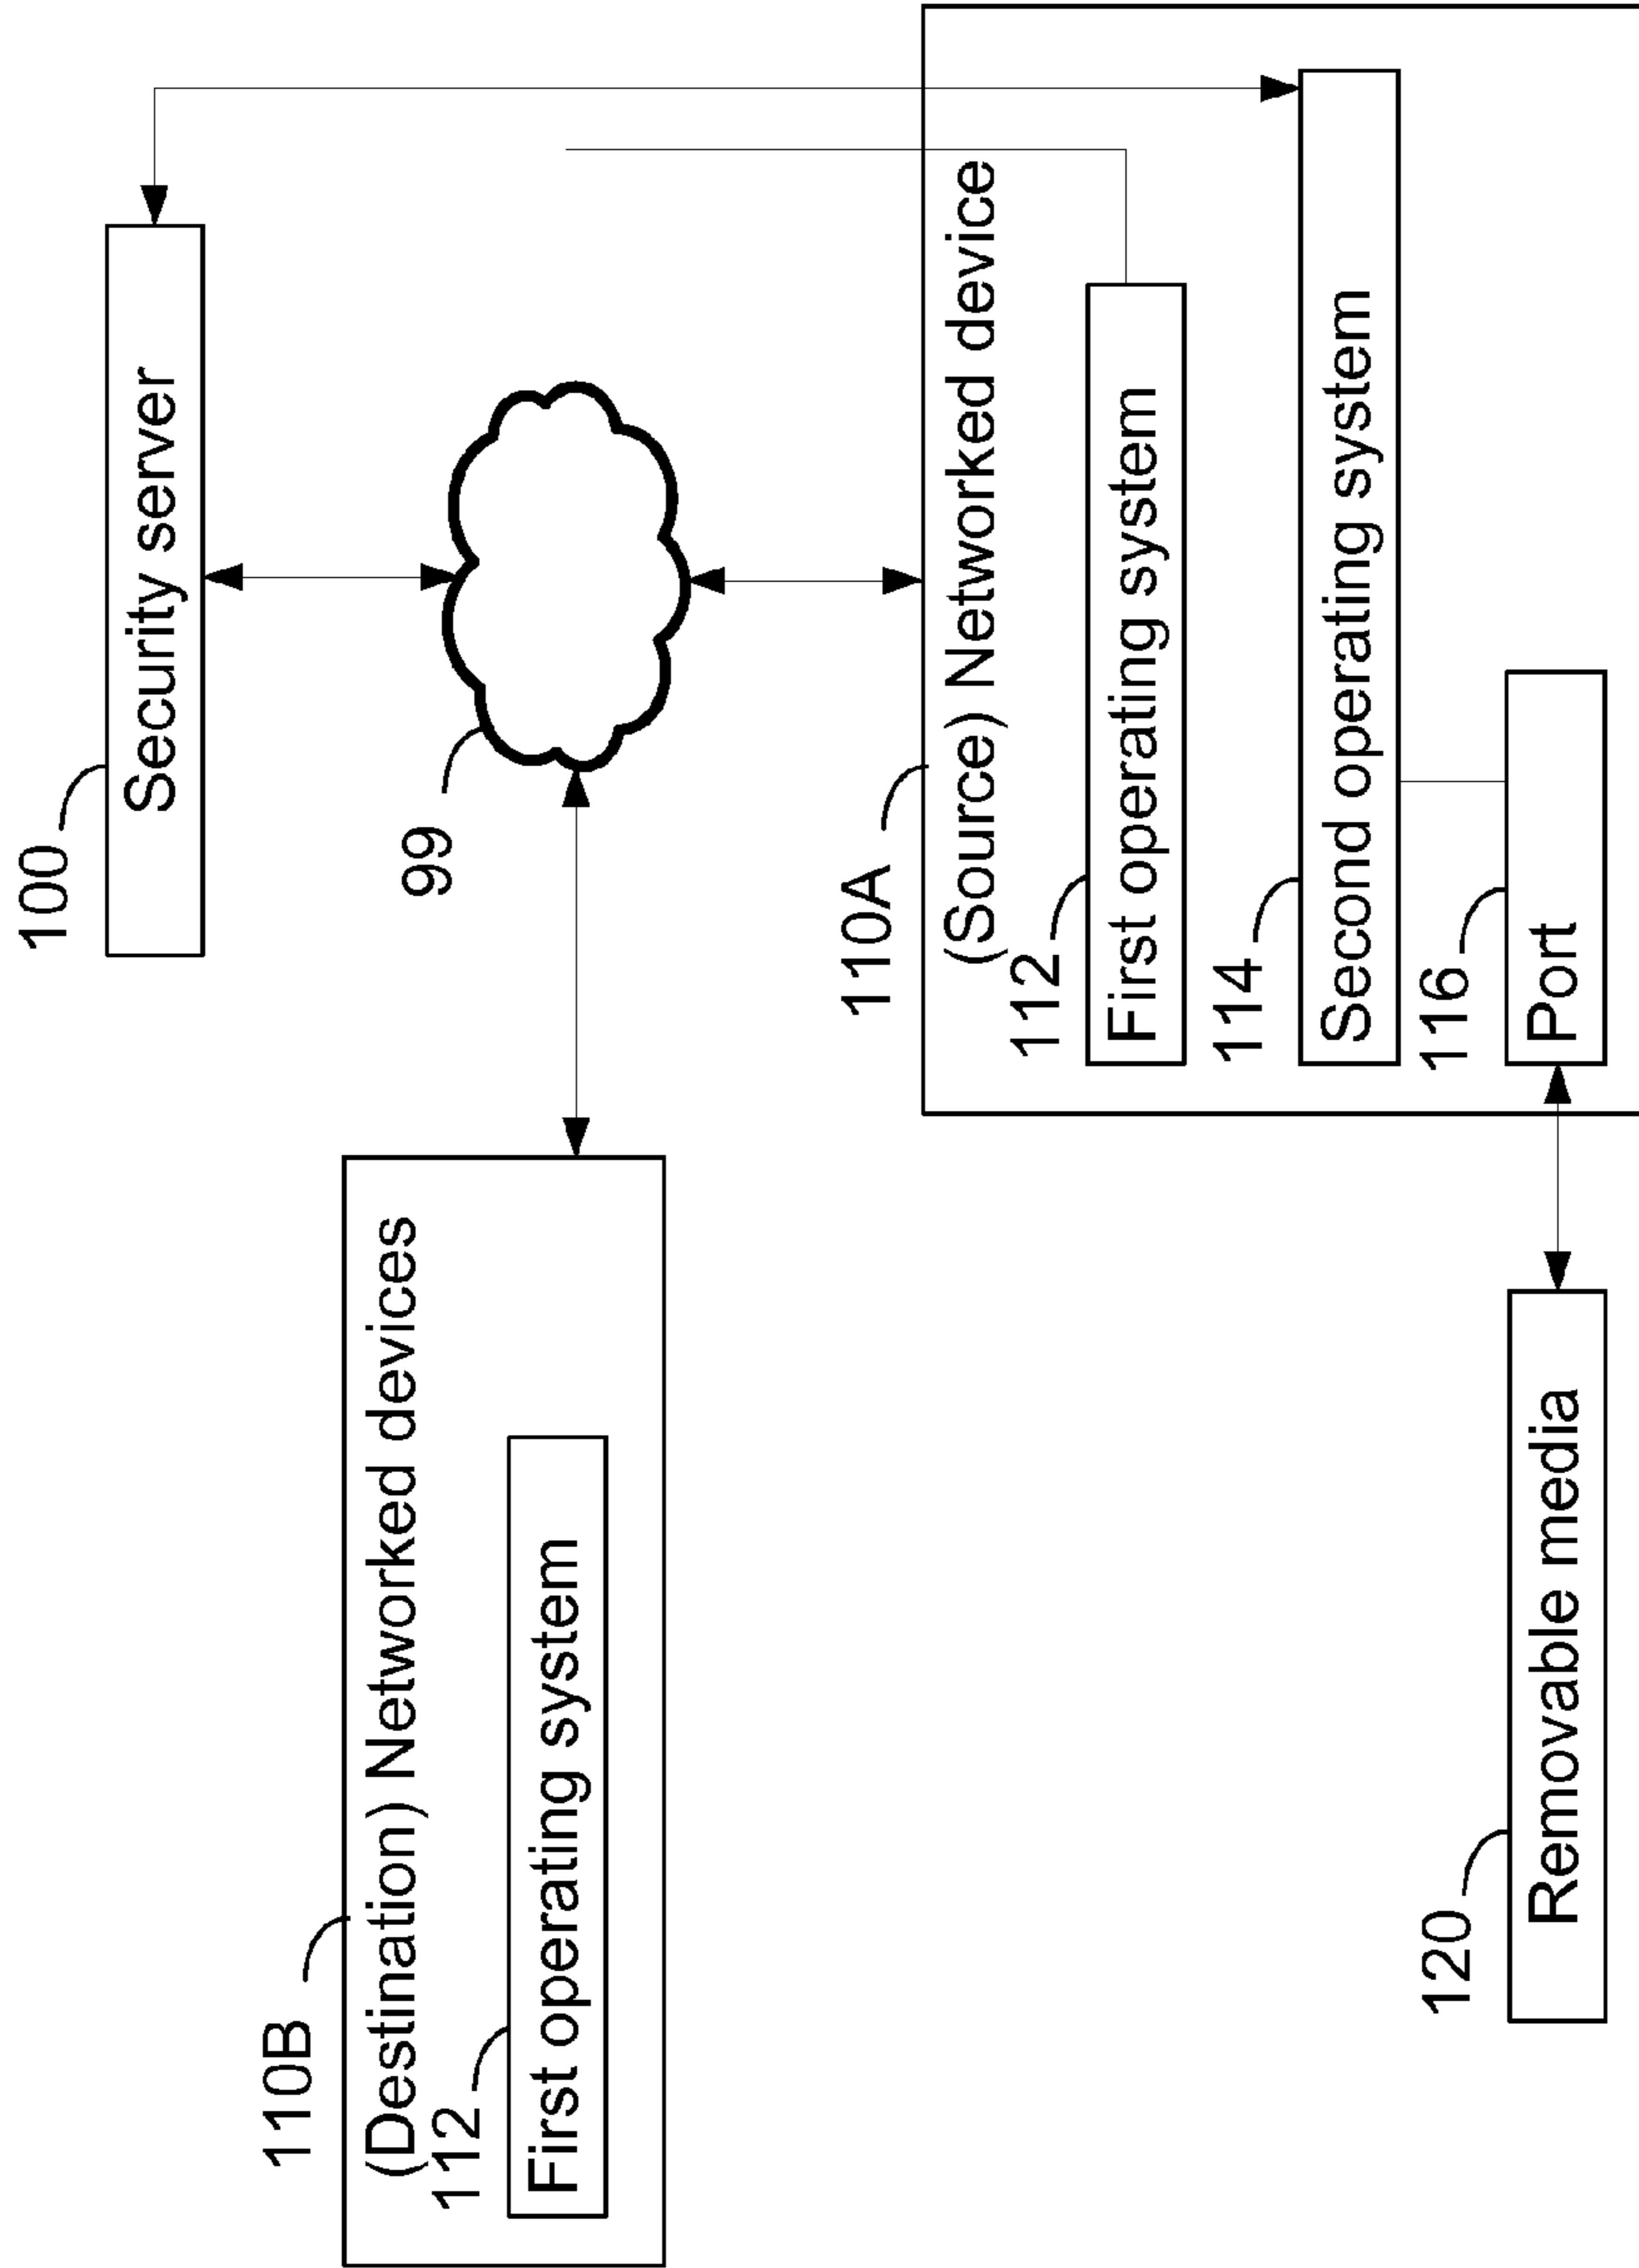 100
Security server
99
110B
(Destination) Networked devices
112
First operating system
110A
(Source) Networked device
112
First operating system
114
Second operating system
116
Port
120
Removable media